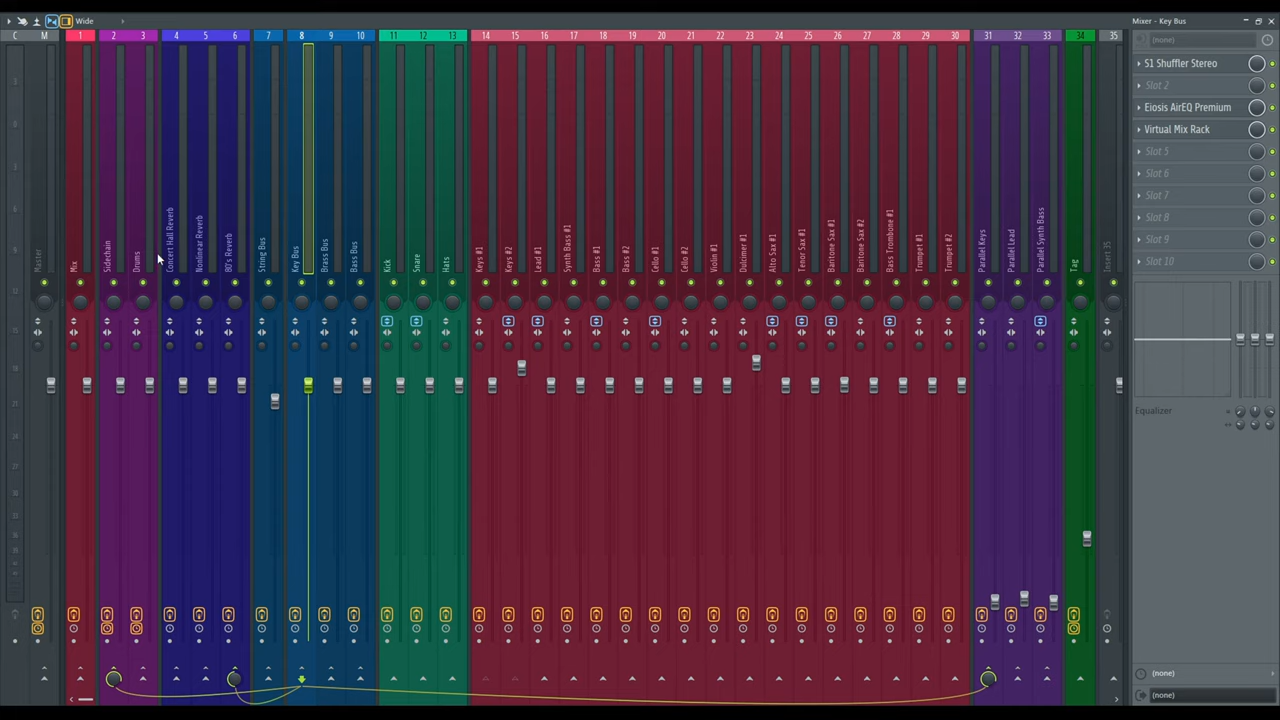 Wide
Mixer - Key Bus
C M 1 2 3 4 5 6 7 8 9 10 11 12 13 14 15 16 17 18 19 20 21 22 23 24 25 26 27 28 29 30 31 32 33 34 35
Master
Mix
Sidechain
Drums
Concert Hall Reverb
Nonlinear Reverb
80's Reverb
String Bus
Key Bus
Brass Bus
Bass Bus
Kick
Snare
Hats
Keys #1
Keys #2
Lead #1
Synth Bass #1
Bass #1
Bass #2
Cello #1
Cello #2
Violin #1
Dulcimer #1
Alto Sax #1
Tenor Sax #1
Baritone Sax #1
Baritone Sax #2
Bass Trombone #1
Trumpet #1
Trumpet #2
Parallel Keys
Parallel Lead
Parallel Synth Bass
Tag
Insert 35
(none)
S1 Shuffler Stereo
Slot 2
Eiosis AirEQ Premium
Virtual Mix Rack
Slot 5
Slot 6
Slot 7
Slot 8
Slot 9
Slot 10
Equalizer
(none)
(none)